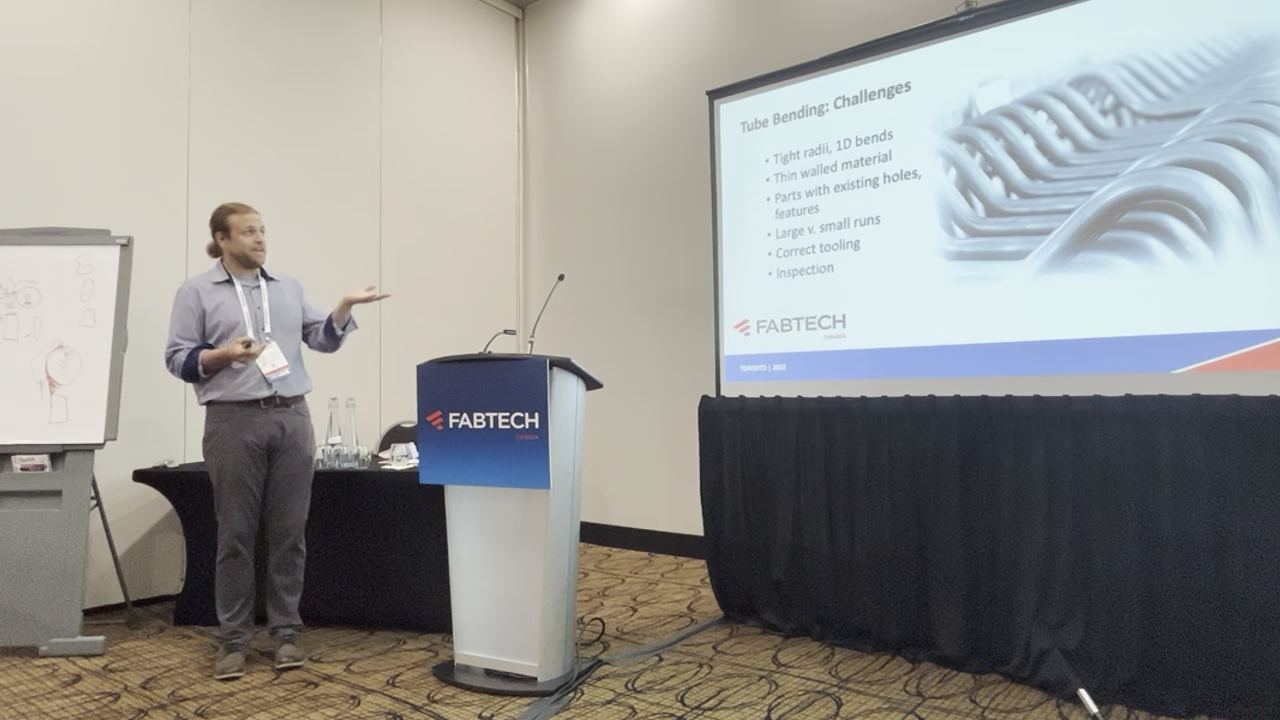 Tube Bending: Challenges
• Tight radii, 1D bends
• Thin walled material
• Parts with existing holes,
features
• Large v. small runs
• Correct tooling
• Inspection
FABTECH
CANADA
TORONTO | 2022
FABTECH
CANADA